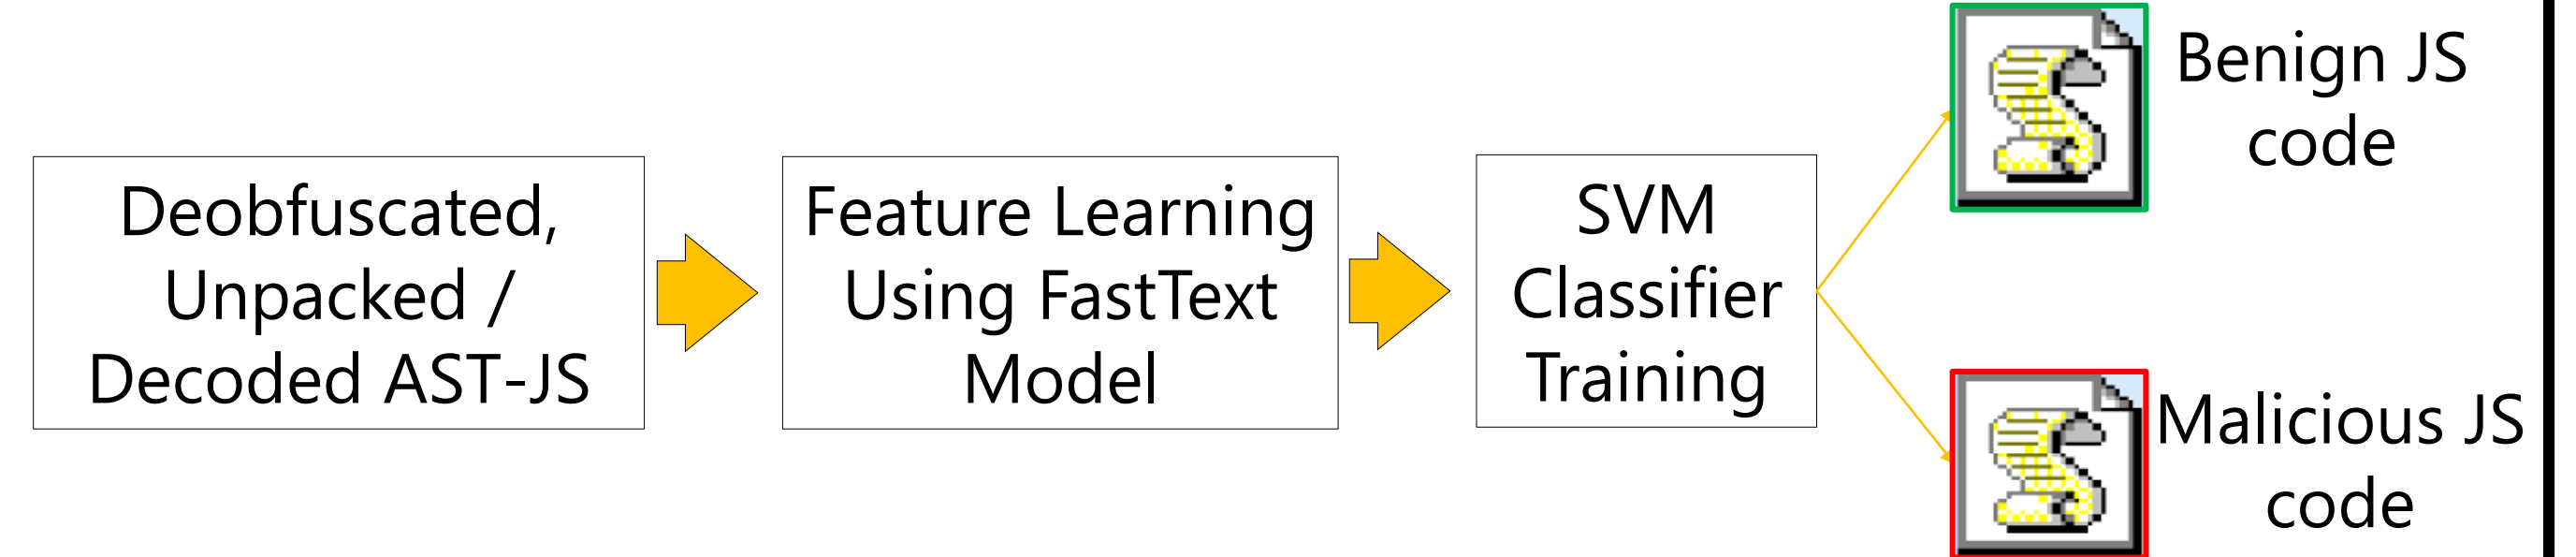 Deobfuscated,
Unpacked /
Decoded AST-JS
Feature Learning
Using FastText
Model
SVM
Classifier
Training
Benign JS
code
Malicious JS
code